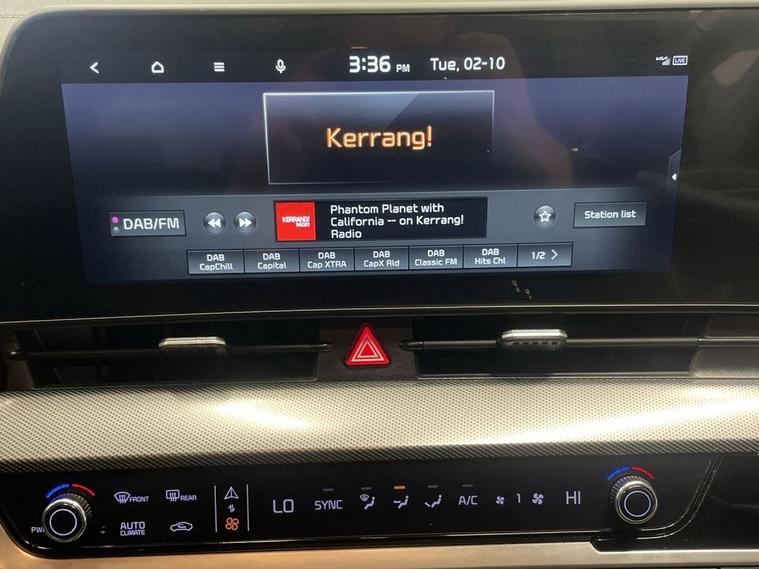 3:36 PM Tue, 02-10
LIVE
Kerrang!
DAB/FM
KERRANG!
RADIO
Phantom Planet with
California -- on Kerrang!
Radio
Station list
DAB
CapChill
DAB
Capital
DAB
Cap XTRA
DAB
CapX Rld
DAB
Classic FM
DAB
Hits Chl
1/2
FRONT
REAR
AUTO
CLIMATE
LO
SYNC
A/C
1
HI